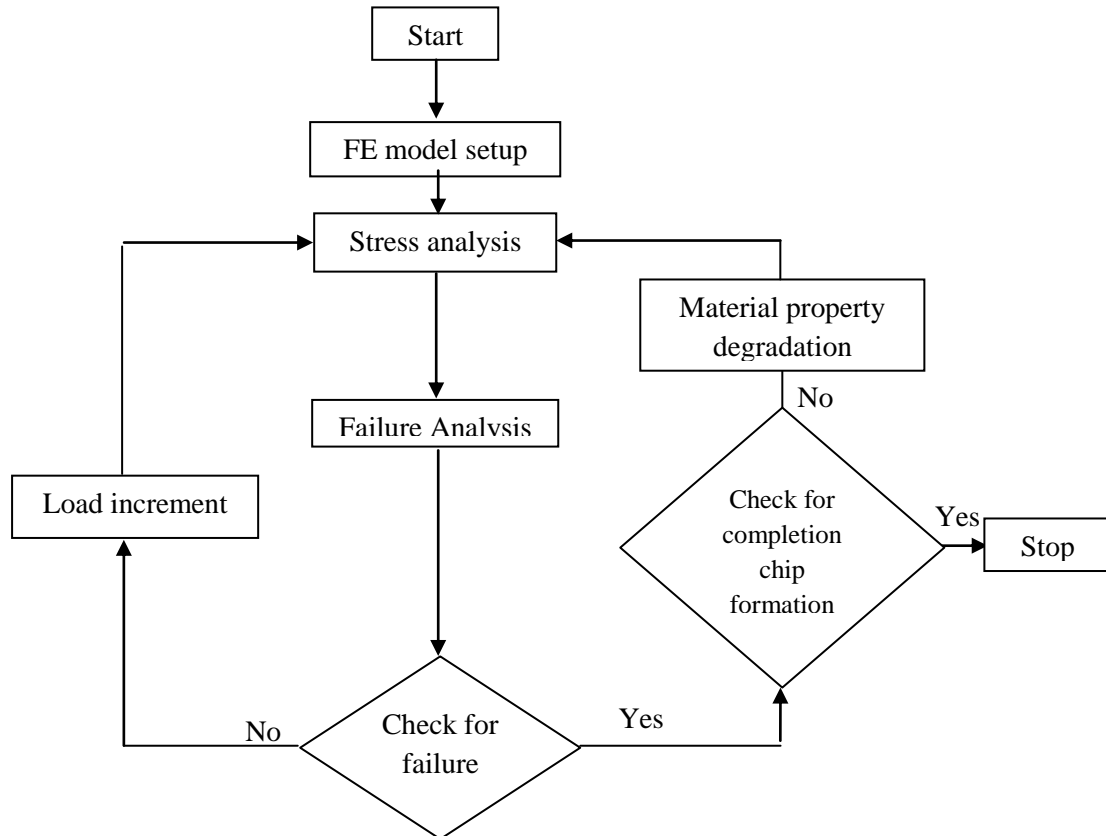 Start
FE model setup
Stress analysis
Material property
degradation
No
Failure Analysis
Load increment
Check for
completion
chip
formation
Yes
Stop
No
Check for
failure
Yes